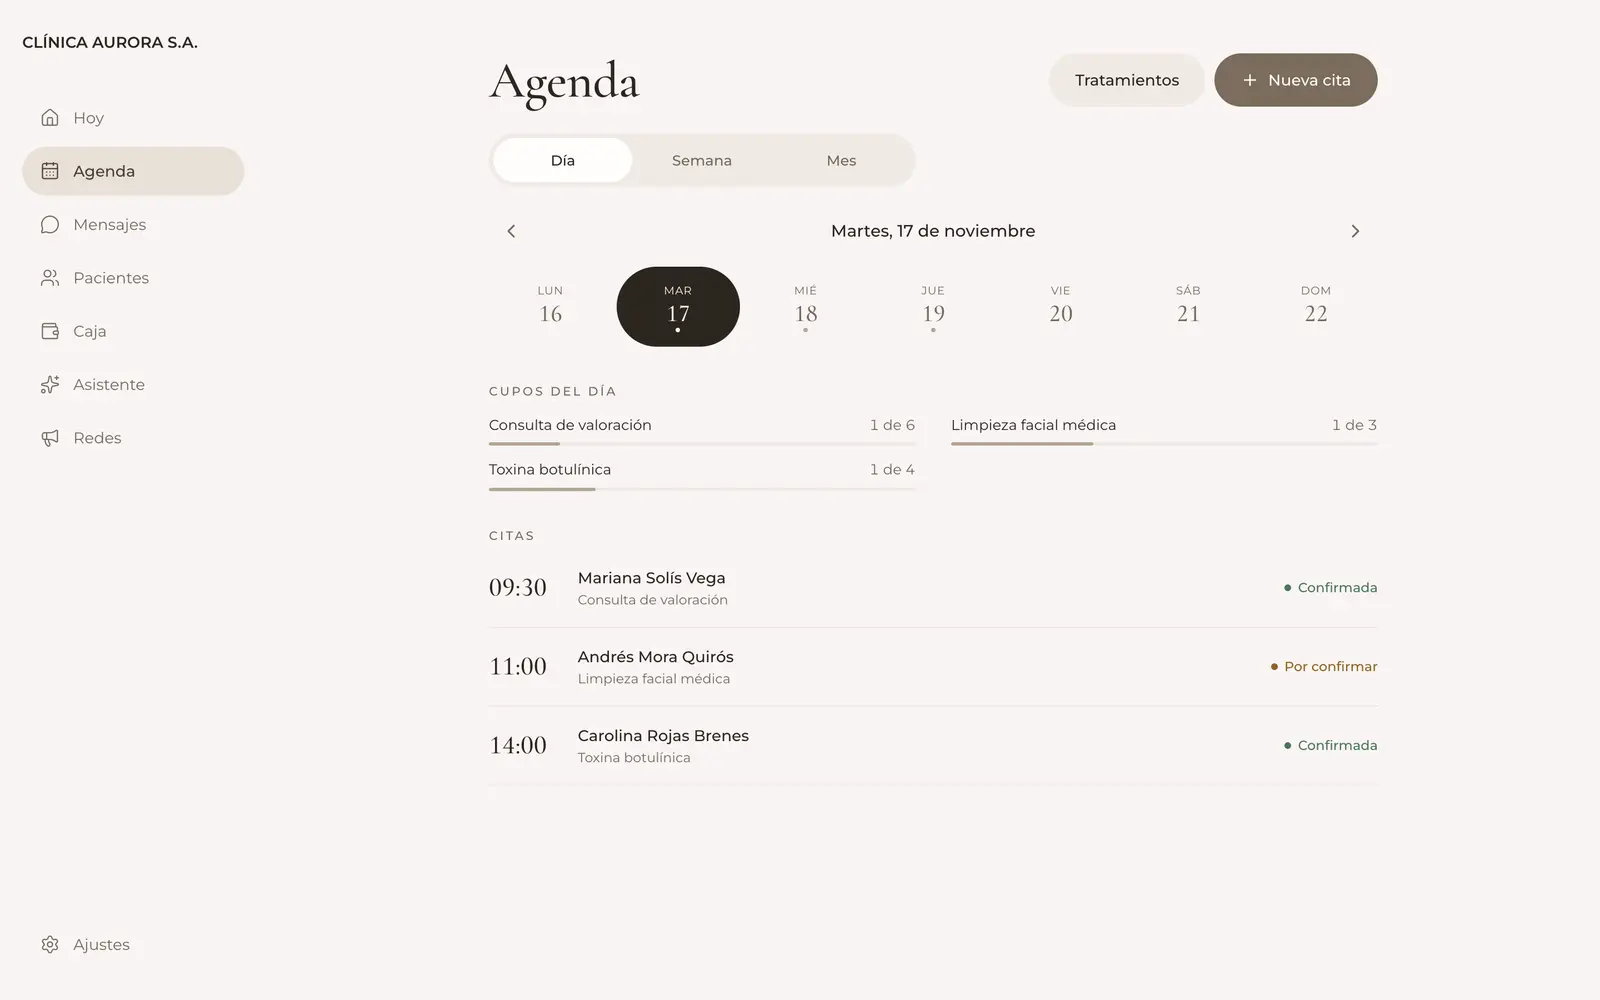 CLÍNICA AURORA S.A.
Hoy
Agenda
Mensajes
Pacientes
Caja
Asistente
Redes
Ajustes
Agenda
Tratamientos
+ Nueva cita
Día
Semana
Mes
Martes, 17 de noviembre
LUN
16
MAR
17
MIÉ
18
JUE
19
VIE
20
SÁB
21
DOM
22
CUPOS DEL DÍA
Consulta de valoración
1 de 6
Limpieza facial médica
1 de 3
Toxina botulínica
1 de 4
CITAS
09:30
Mariana Solís Vega
Consulta de valoración
Confirmada
11:00
Andrés Mora Quirós
Limpieza facial médica
Por confirmar
14:00
Carolina Rojas Brenes
Toxina botulínica
Confirmada